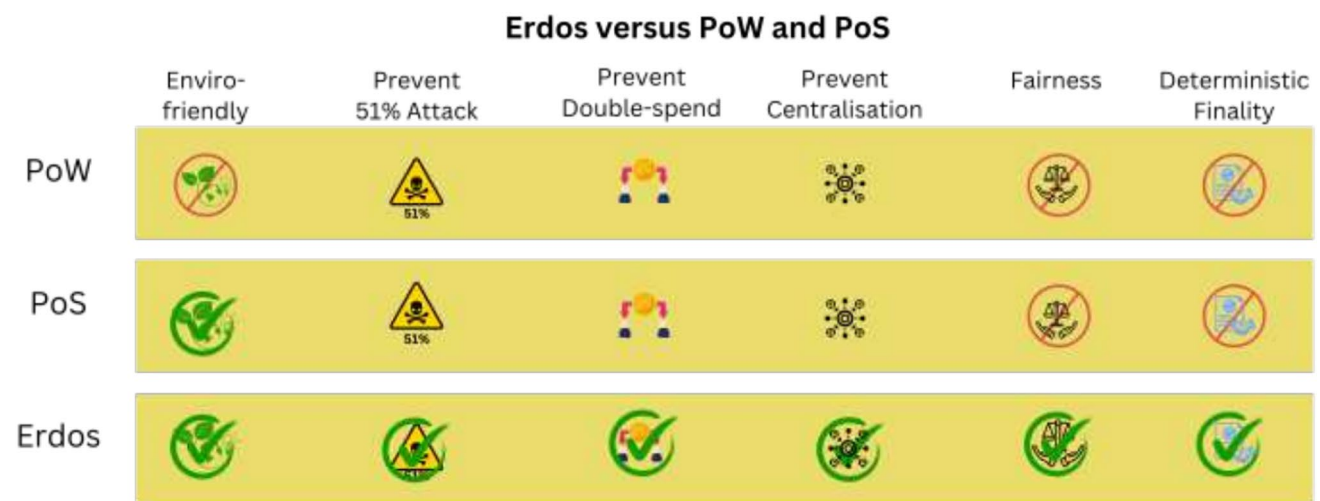 Erdos versus PoW and PoS
Enviro-
friendly
Prevent
51% Attack
Prevent
Double-spend
Prevent
Centralisation
Fairness
Deterministic
Finality
PoW
51%
PoS
51%
Erdos
51%